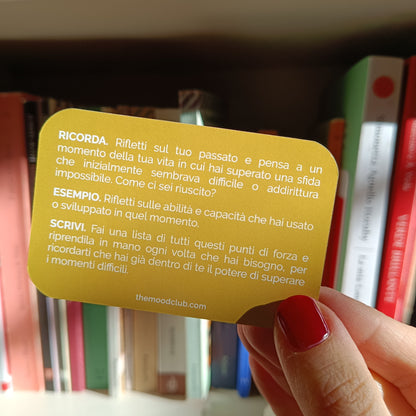 RICORDA. Rifletti sul tuo passato e pensa a un
momento della tua vita in cui hai superato una sfida
che inizialmente sembrava difficile o addirittura
impossibile. Come ci sei riuscito?
ESEMPIO. Rifletti sulle abilità e capacità che hai usato
o sviluppato in quel momento.
SCRIVI. Fai una lista di tutti questi punti di forza e
riprendila in mano ogni volta che hai bisogno, per
ricordarti che hai già dentro di te il potere di superare
i momenti difficili.
themoodclub.com